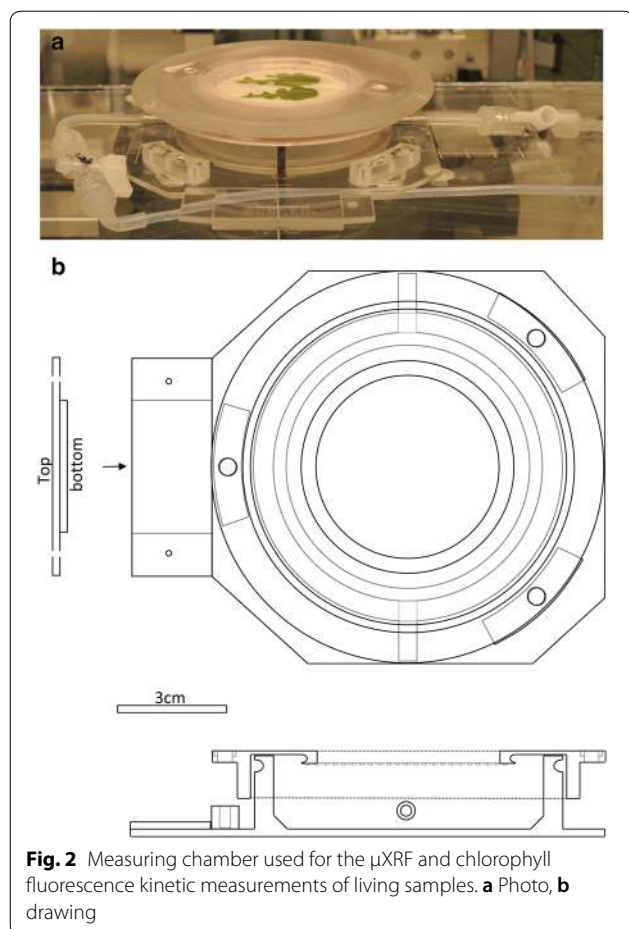 a
b
Top
bottom
3cm
Fig. 2 Measuring chamber used for the µXRF and chlorophyll
fluorescence kinetic measurements of living samples. a Photo, b
drawing